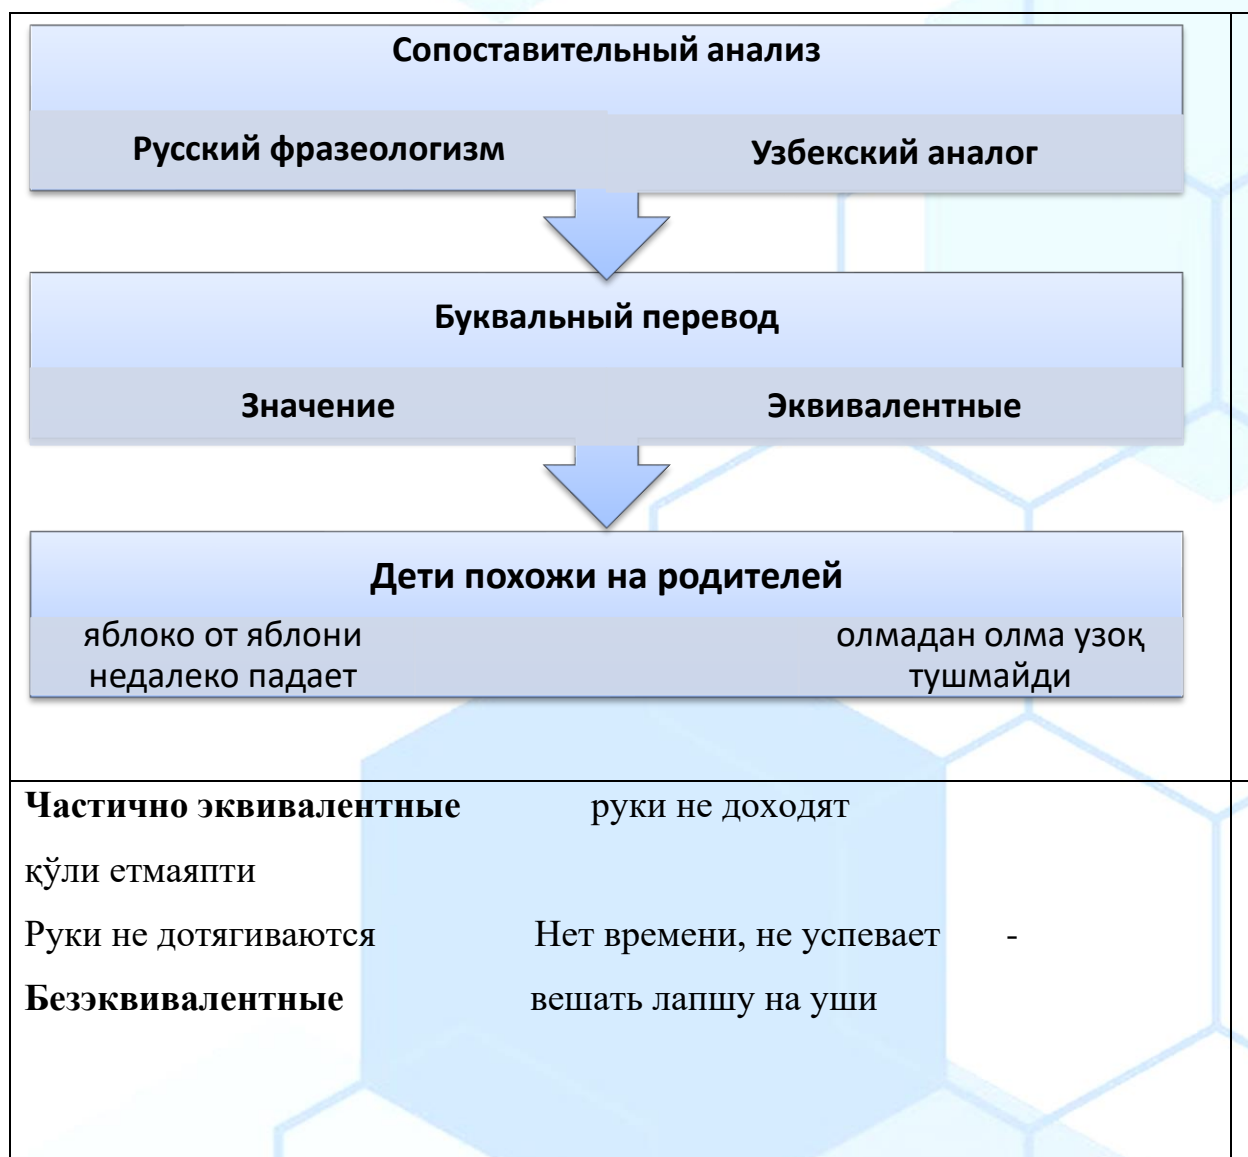 Сопоставительный анализ
Русский фразеологизм Узбекский аналог
Буквальный перевод
Значение Эквивалентные
Дети похожи на родителей
яблоко от яблони
недалеко падает
олмадан олма узоқ
тушмайди
Частично эквивалентные руки не доходят
қўли етмаяпти
Руки не дотягиваются Нет времени, не успевает -
Безэквивалентные вешать лапшу на уши